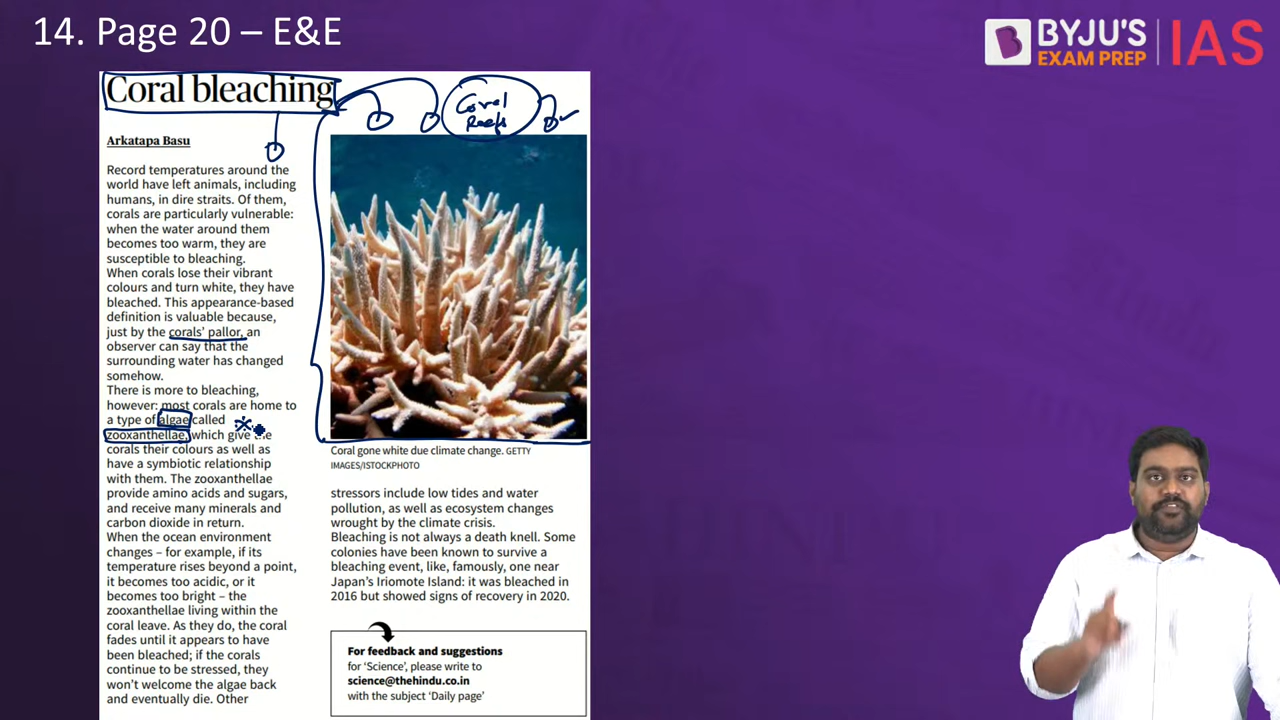 14. Page 20 – E&E
BYJU'S
EXAM PREP
IAS
Coral bleaching
Coral
Reefs
Arkatapa Basu
Record temperatures around the
world have left animals, including
humans, in dire straits. Of them,
corals are particularly vulnerable:
when the water around them
becomes too warm, they are
susceptible to bleaching.
When corals lose their vibrant
colours and turn white, they have
bleached. This appearance-based
definition is valuable because,
just by the corals' pallor, an
observer can say that the
surrounding water has changed
somehow.
There is more to bleaching,
however: most corals are home to
a type of algae called
zooxanthellae, which give the
corals their colours as well as
have a symbiotic relationship
with them. The zooxanthellae
provide amino acids and sugars,
and receive many minerals and
carbon dioxide in return.
When the ocean environment
changes – for example, if its
temperature rises beyond a point,
it becomes too acidic, or it
becomes too bright – the
zooxanthellae living within the
coral leave. As they do, the coral
fades until it appears to have
been bleached; if the corals
continue to be stressed, they
won't welcome the algae back
and eventually die. Other
Coral gone white due climate change. GETTY
IMAGES/ISTOCKPHOTO
stressors include low tides and water
pollution, as well as ecosystem changes
wrought by the climate crisis.
Bleaching is not always a death knell. Some
colonies have been known to survive a
bleaching event, like, famously, one near
Japan's Iriomote Island: it was bleached in
2016 but showed signs of recovery in 2020.
For feedback and suggestions
for 'Science', please write to
science@thehindu.co.in
with the subject 'Daily page'